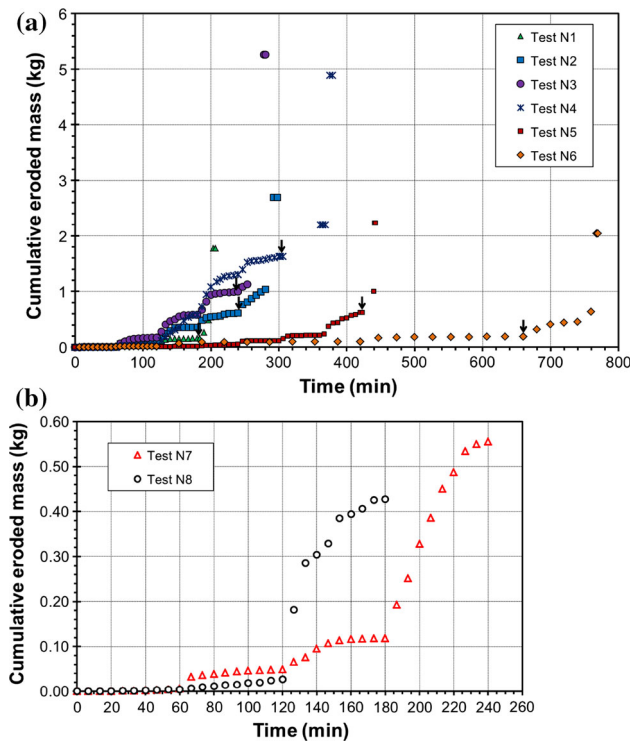 (a)
6
5
4
3
2
1
0
Cumulative eroded mass (kg)
Test N1
Test N2
Test N3
Test N4
Test N5
Test N6
0 100 200 300 400 500 600 700 800
Time (min)
(b)
0.60
0.50
0.40
0.30
0.20
0.10
0.00
Cumulative eroded mass (kg)
Test N7
Test N8
0 20 40 60 80 100 120 140 160 180 200 220 240 260
Time (min)